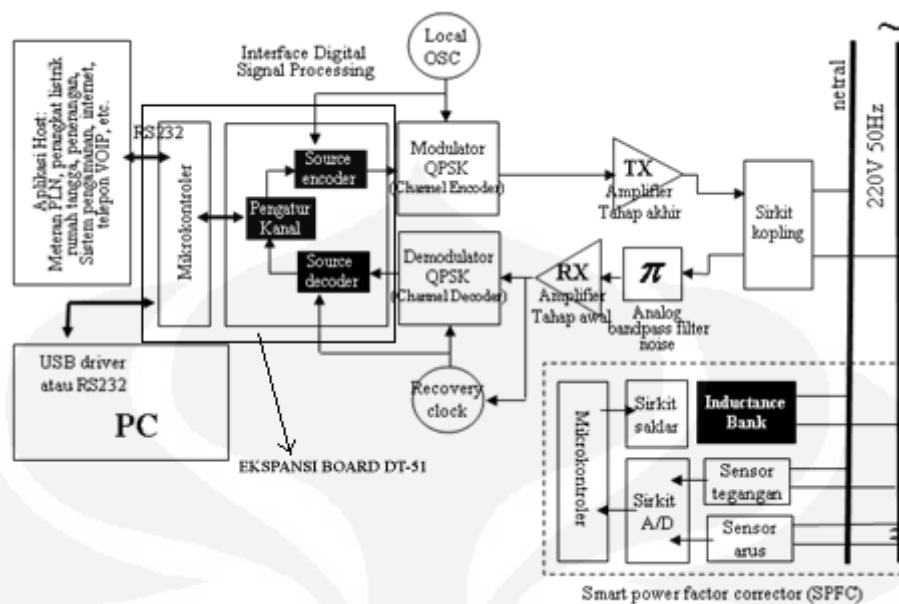 Aplikasi Host:
Meteran PLN, perangkat listrik
rumah tangga, penerangan,
Sistem pengamanan, internet,
telepon VOIP, etc.
RS232
Interface Digital
Signal Processing
Local
OSC
Mikrokontroler
Source
encoder
Pengatur
Kanal
Source
decoder
Modulator
QPSK
(Channel Encoder)
Demodulator
QPSK
(Channel Decoder)
TX
Amplifier
Tahap akhir
RX
Amplifier
Tahap awal
π
Analog
bandpass filter
noise
Sirkit
kopling
netral
220V 50Hz
~
Recovery
clock
USB driver
atau RS232
PC
EKSPANSI BOARD DT-51
Mikrokontroler
Sirkit
saklar
Inductance
Bank
Sirkit
A/D
Sensor
tegangan
Sensor
arus
Smart power factor corrector (SPFC)